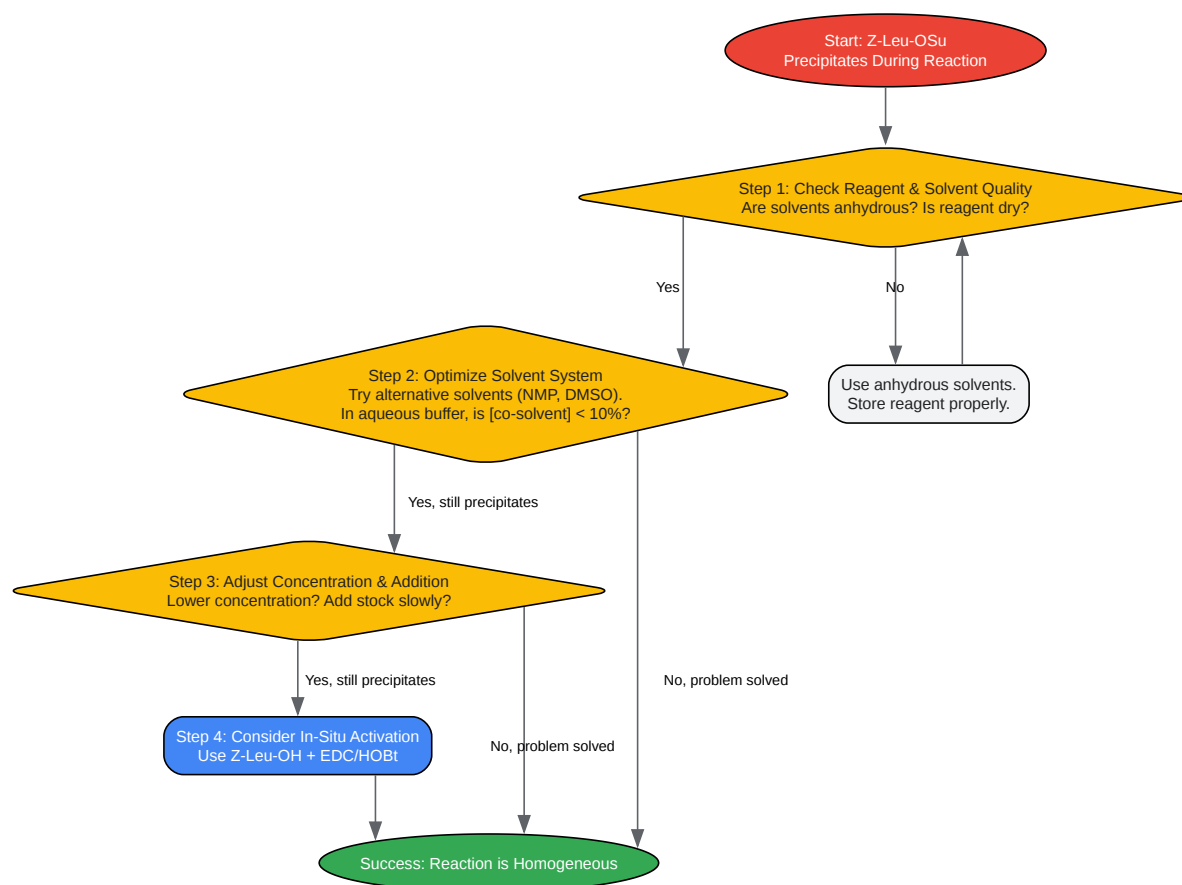 Start: Z-Leu-OSu
Precipitates During Reaction
Step 1: Check Reagent & Solvent Quality
Are solvents anhydrous? Is reagent dry?
Yes
No
Use anhydrous solvents.
Store reagent properly.
Step 2: Optimize Solvent System
Try alternative solvents (NMP, DMSO).
In aqueous buffer, is [co-solvent] < 10%?
Yes, still precipitates
Step 3: Adjust Concentration & Addition
Lower concentration? Add stock slowly?
Yes, still precipitates
No, problem solved
Step 4: Consider In-Situ Activation
Use Z-Leu-OH + EDC/HOBt
No, problem solved
Success: Reaction is Homogeneous